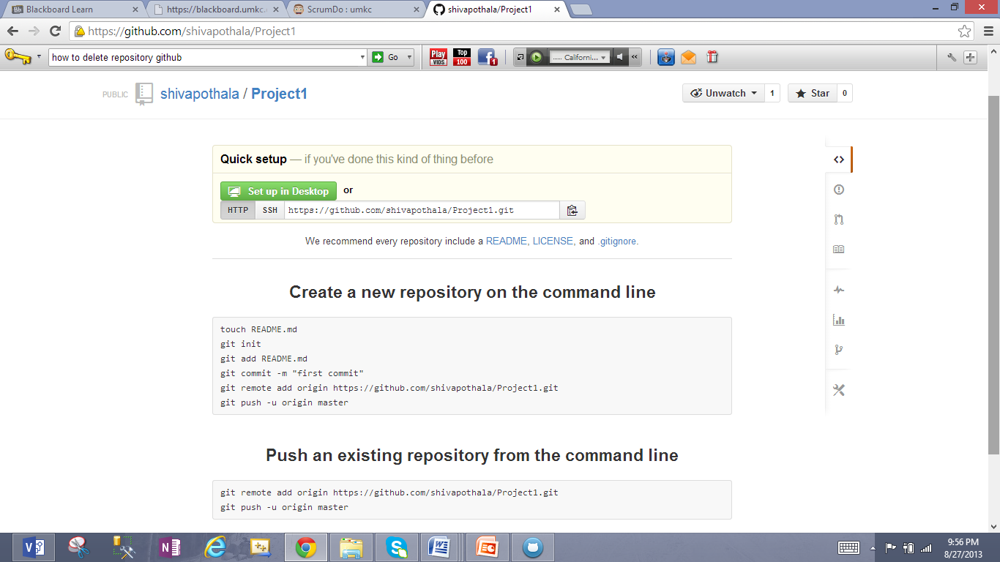 Blackboard Learn
https://blackboard.umkc.
ScrumDo : umkc
shivapothala/Project1
https://github.com/shivapothala/Project1
how to delete repository github
Go
Play
VIDS
Top
100
1
..... Californi...
PUBLIC
shivapothala / Project1
Unwatch
1
Star
0
Quick setup — if you've done this kind of thing before
Set up in Desktop
or
HTTP
SSH
https://github.com/shivapothala/Project1.git
We recommend every repository include a README, LICENSE, and .gitignore.
Create a new repository on the command line
touch README.md
git init
git add README.md
git commit -m "first commit"
git remote add origin https://github.com/shivapothala/Project1.git
git push -u origin master
Push an existing repository from the command line
git remote add origin https://github.com/shivapothala/Project1.git
git push -u origin master
9:56 PM
8/27/2013